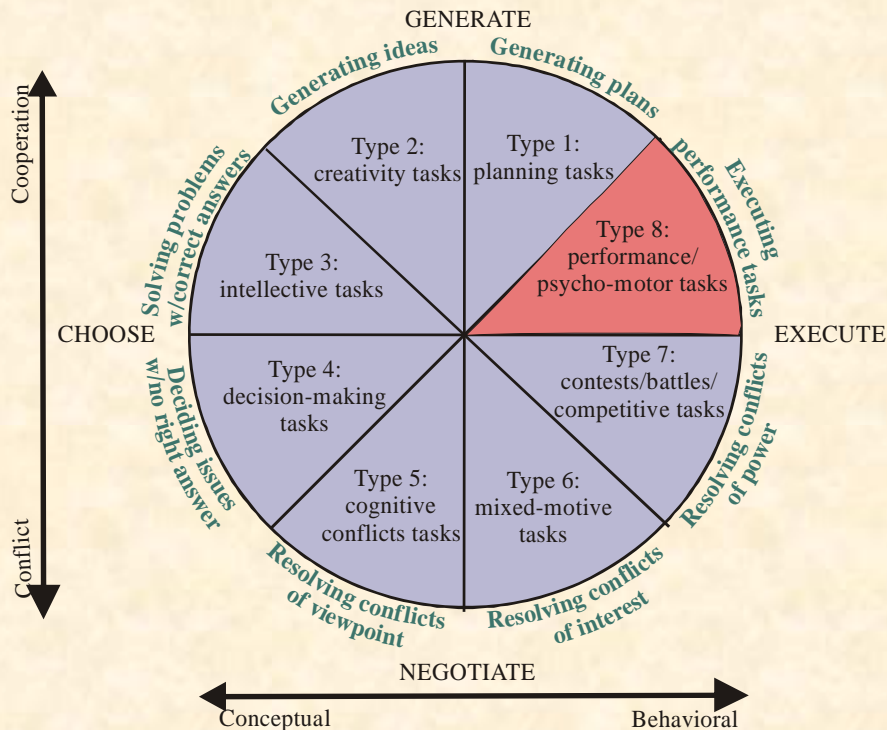 GENERATE
Generating ideas
Generating plans
Cooperation
Type 2:
creativity tasks
Type 1:
planning tasks
Executing
performance tasks
Solving problems
w/correct answers
Type 3:
intellective tasks
Type 8:
performance/
psycho-motor tasks
CHOOSE
EXECUTE
Type 4:
decision-making
tasks
Type 7:
contests/battles/
competitive tasks
Deciding issues
w/no right answer
Type 5:
cognitive
conflicts tasks
Type 6:
mixed-motive
tasks
Resolving conflicts
of power
Conflict
Resolving conflicts
of viewpoint
Resolving conflicts
of interest
NEGOTIATE
Conceptual
Behavioral